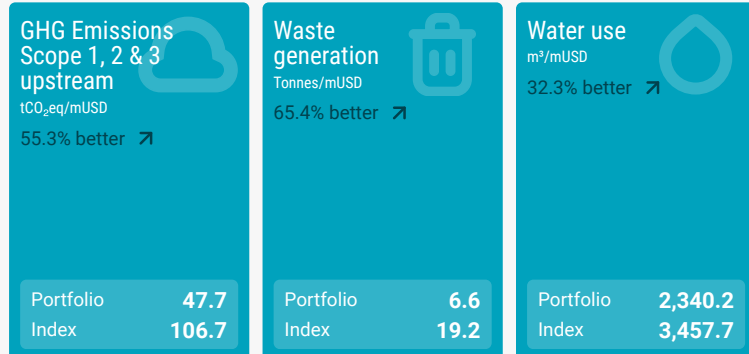 GHG Emissions
Scope 1, 2 & 3
upstream
tCO₂eq/mUSD
55.3% better
Portfolio 47.7
Index 106.7
Waste
generation
Tonnes/mUSD
65.4% better
Portfolio 6.6
Index 19.2
Water use
m³/mUSD
32.3% better
Portfolio 2,340.2
Index 3,457.7